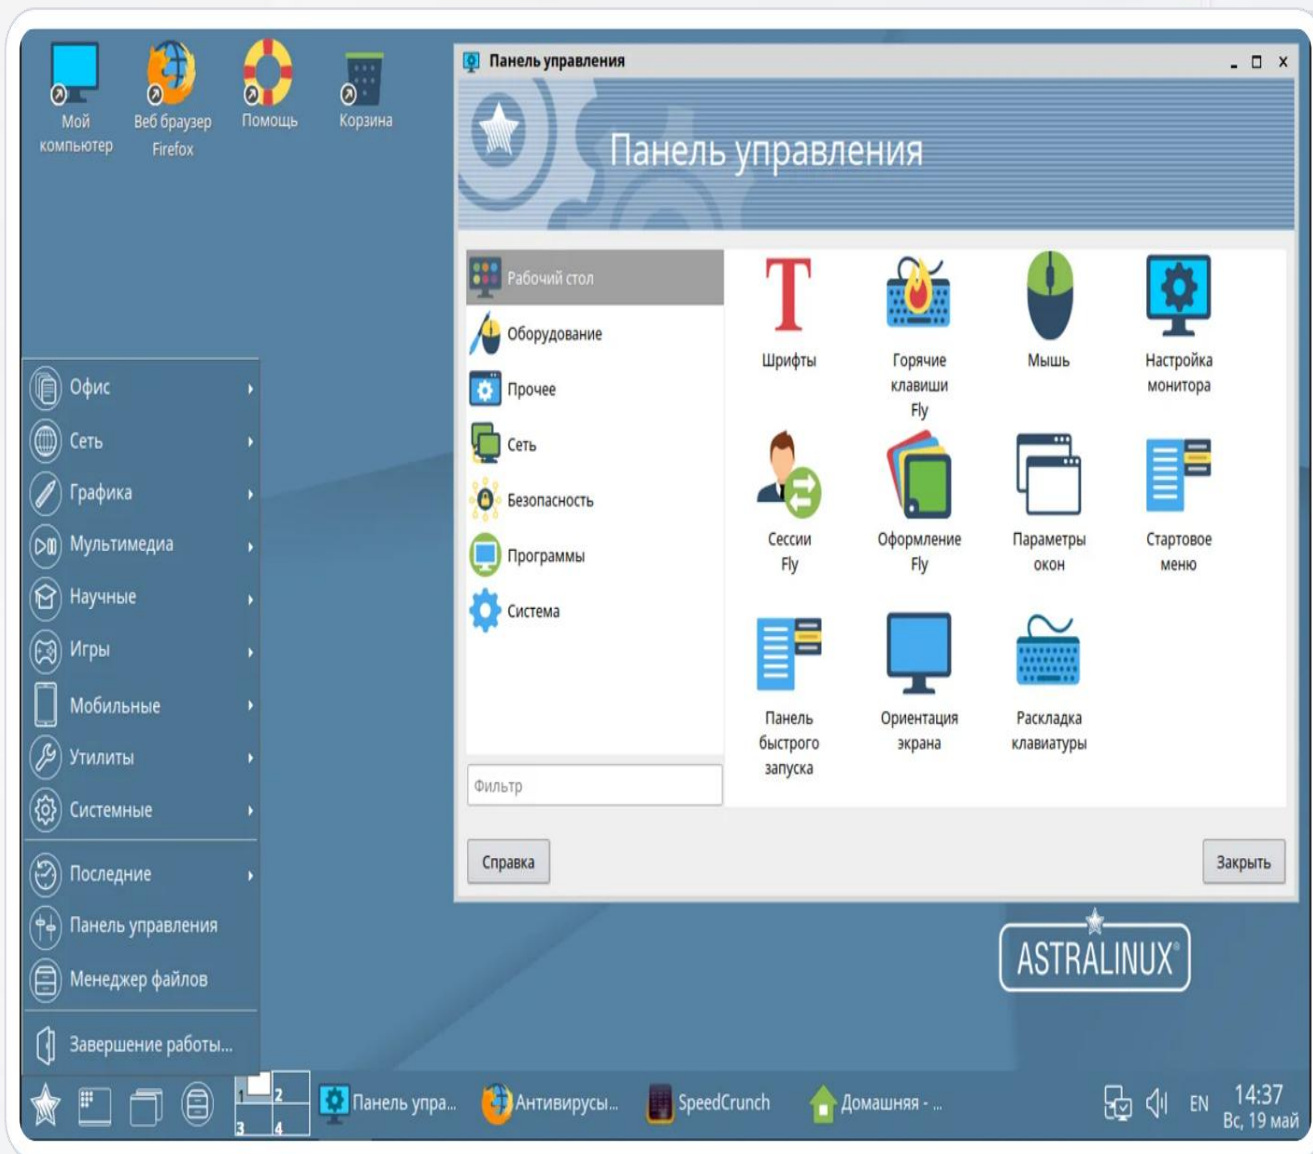 Мой
компьютер
Веб браузер
Firefox
Помощь
Корзина
Панель управления
Панель управления
Рабочий стол
Оборудование
Прочее
Сеть
Безопасность
Программы
Система
Фильтр
Справка
Шрифты
Горячие
клавиши
Fly
Мышь
Настройка
монитора
Сессии
Fly
Оформление
Fly
Параметры
окон
Стартовое
меню
Панель
быстрого
запуска
Ориентация
экрана
Раскладка
клавиатуры
Закрыть
Офис
Сеть
Графика
Мультимедиа
Научные
Игры
Мобильные
Утилиты
Системные
Последние
Панель управления
Менеджер файлов
Завершение работы...
ASTRALINUX®
1 2
3 4
Панель упра...
Антивирусы...
SpeedCrunch
Домашняя - ...
EN
14:37
Вс, 19 май